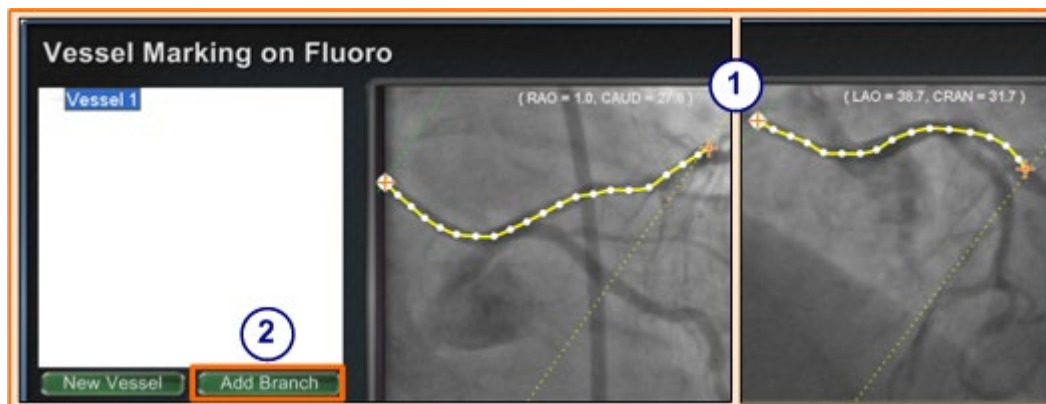 Vessel Marking on Fluoro
Vessel 1
( RAO = 1.0, CAUD = 27.6 )
1
( LAO = 38.7, CRAN = 31.7 )
2
New Vessel
Add Branch